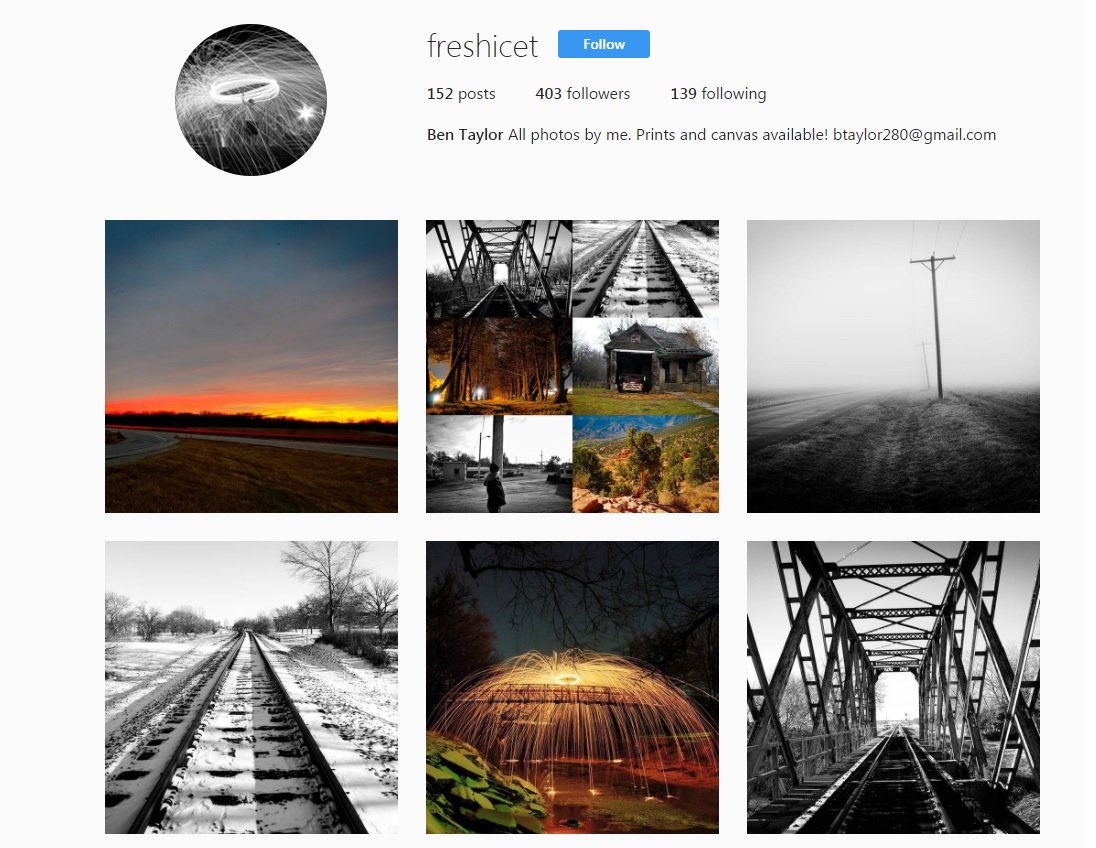 freshicet Follow
152 posts 403 followers 139 following
Ben Taylor All photos by me. Prints and canvas available! btaylor280@gmail.com